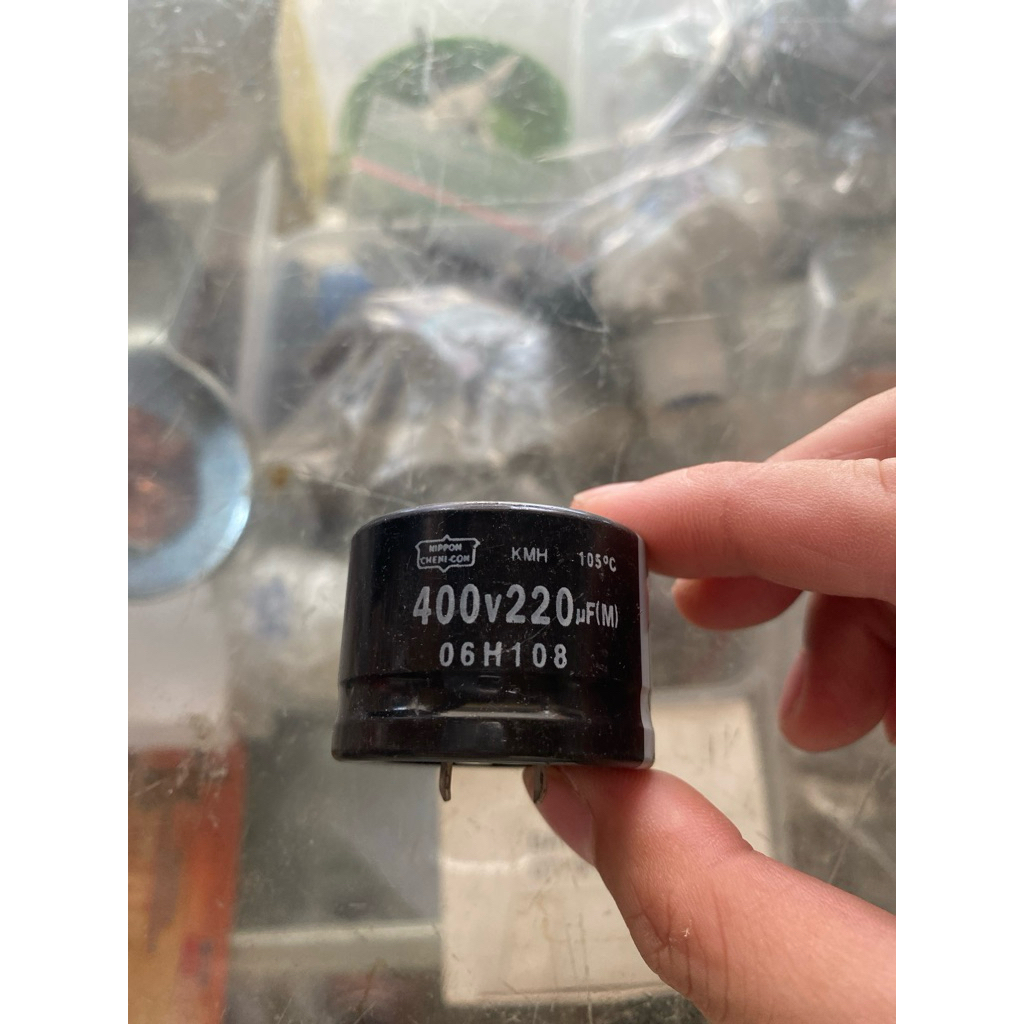 NIPPON
CHEMI-CON
KMH 105°C
400V220µF(M)
06H108